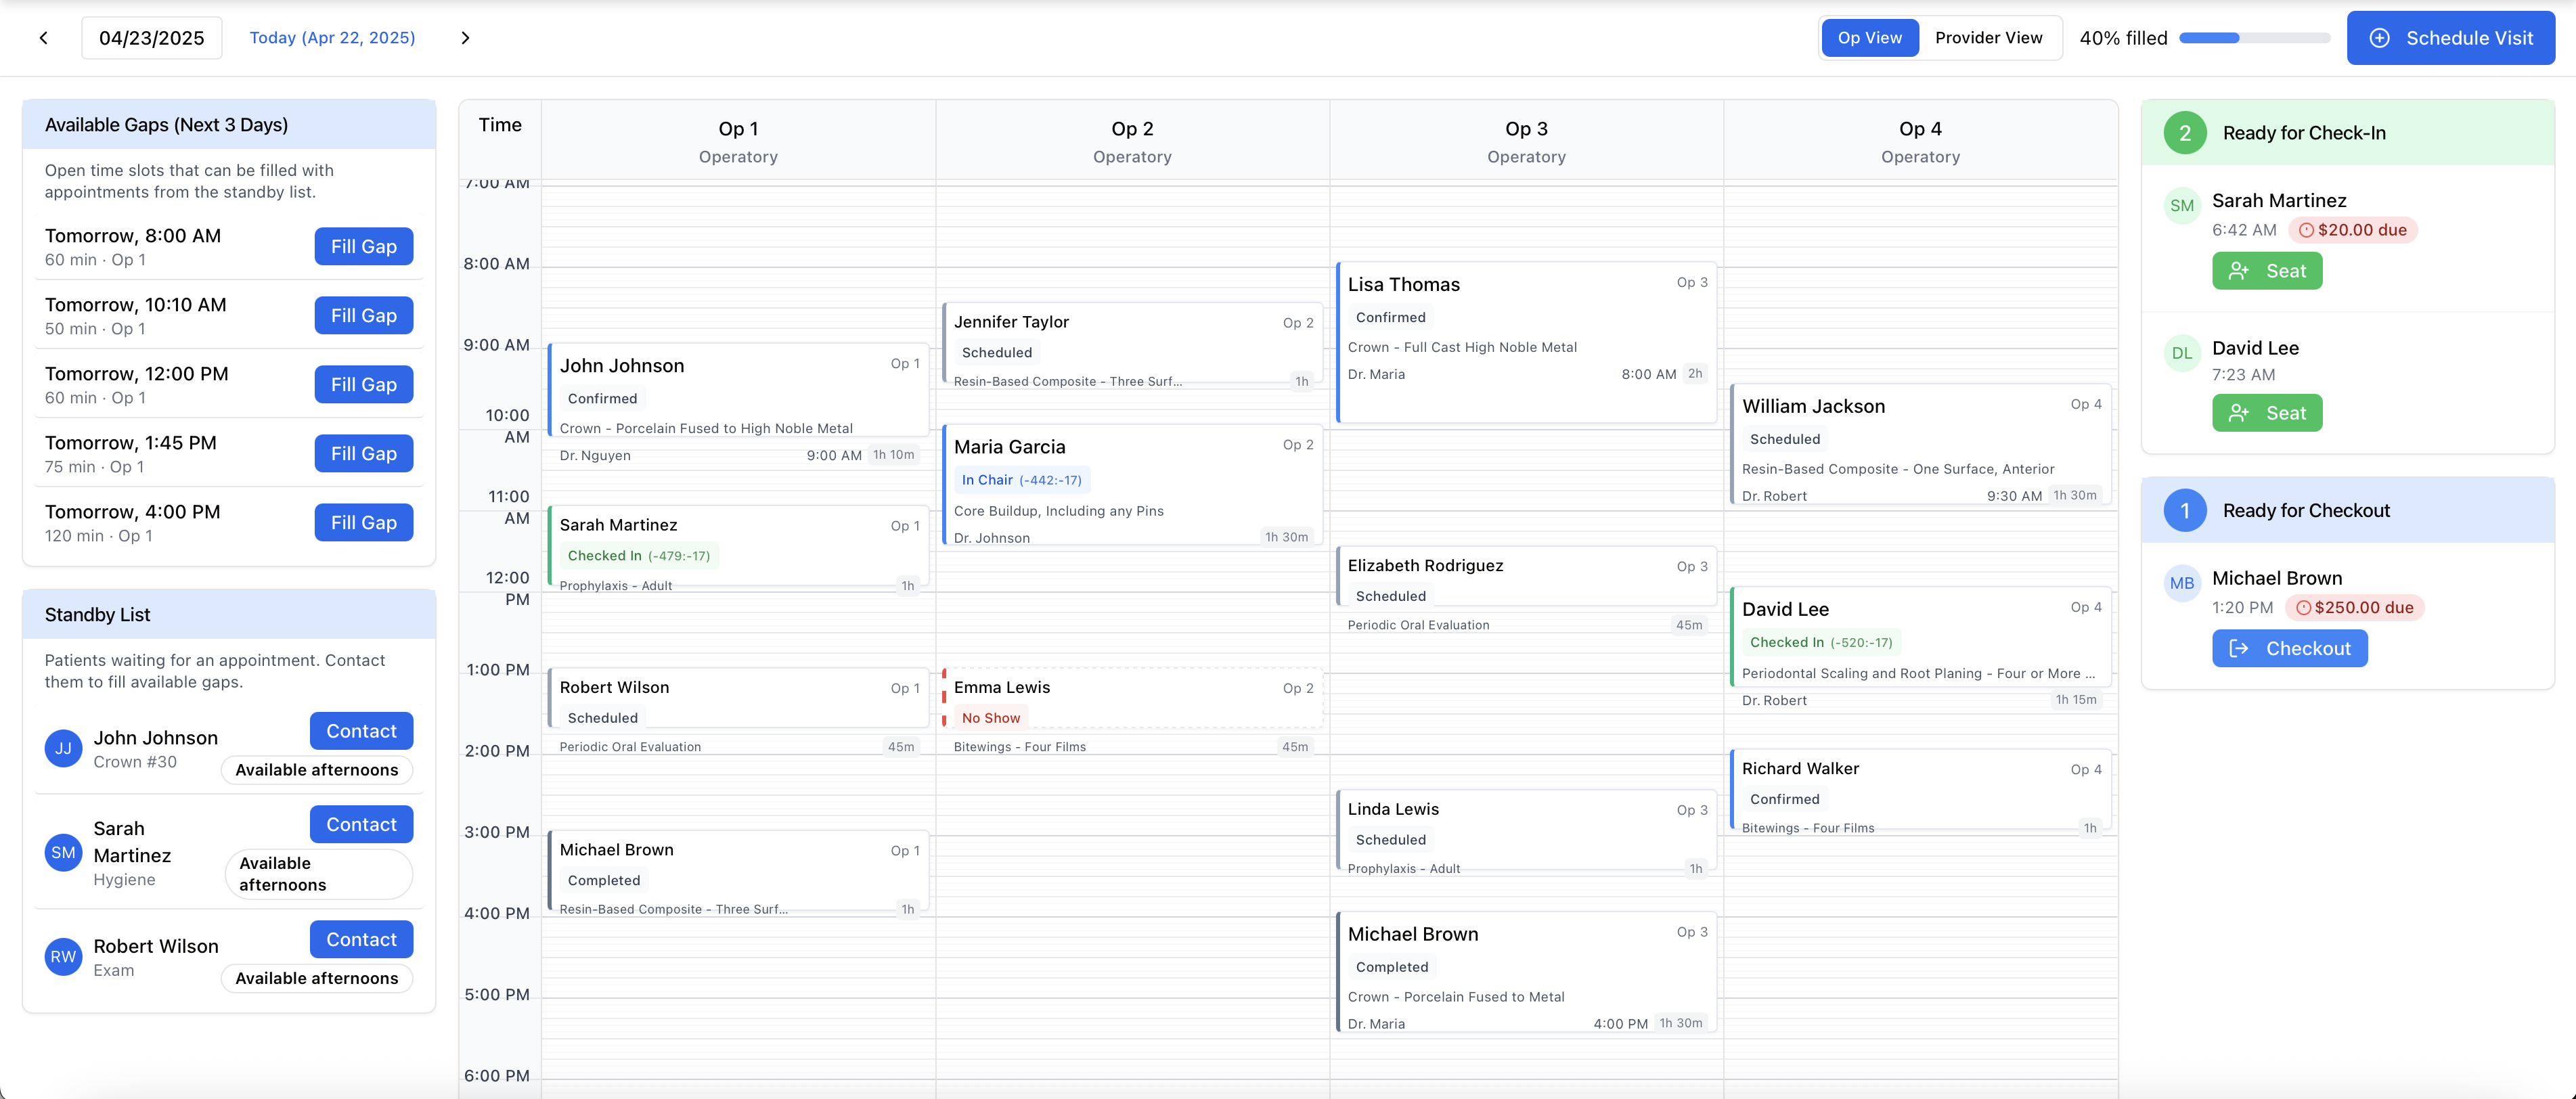 04/23/2025
Today (Apr 22, 2025)
Op View
Provider View
40% filled
Schedule Visit
Available Gaps (Next 3 Days)
Open time slots that can be filled with
appointments from the standby list.
Tomorrow, 8:00 AM
60 min · Op 1
Fill Gap
Tomorrow, 10:10 AM
50 min · Op 1
Fill Gap
Tomorrow, 12:00 PM
60 min · Op 1
Fill Gap
Tomorrow, 1:45 PM
75 min · Op 1
Fill Gap
Tomorrow, 4:00 PM
120 min · Op 1
Fill Gap
Standby List
Patients waiting for an appointment. Contact
them to fill available gaps.
JJ
John Johnson
Crown #30
Contact
Available afternoons
SM
Sarah
Martinez
Hygiene
Contact
Available
afternoons
RW
Robert Wilson
Exam
Contact
Available afternoons
Time
Op 1
Operatory
Op 2
Operatory
Op 3
Operatory
Op 4
Operatory
7:00 AM
8:00 AM
9:00 AM
10:00
AM
11:00
AM
12:00
PM
1:00 PM
2:00 PM
3:00 PM
4:00 PM
5:00 PM
6:00 PM
John Johnson
Op 1
Confirmed
Crown - Porcelain Fused to High Noble Metal
Dr. Nguyen
9:00 AM
1h 10m
Sarah Martinez
Op 1
Checked In (-479:-17)
Prophylaxis - Adult
1h
Robert Wilson
Op 1
Scheduled
Periodic Oral Evaluation
45m
Michael Brown
Op 1
Completed
Resin-Based Composite - Three Surf...
1h
Jennifer Taylor
Op 2
Scheduled
Resin-Based Composite - Three Surf...
1h
Maria Garcia
Op 2
In Chair (-442:-17)
Core Buildup, Including any Pins
Dr. Johnson
1h 30m
Emma Lewis
Op 2
No Show
Bitewings - Four Films
45m
Lisa Thomas
Op 3
Confirmed
Crown - Full Cast High Noble Metal
Dr. Maria
8:00 AM
2h
Elizabeth Rodriguez
Op 3
Scheduled
Periodic Oral Evaluation
45m
Linda Lewis
Op 3
Scheduled
Prophylaxis - Adult
1h
Michael Brown
Op 3
Completed
Crown - Porcelain Fused to Metal
Dr. Maria
4:00 PM
1h 30m
William Jackson
Op 4
Scheduled
Resin-Based Composite - One Surface, Anterior
Dr. Robert
9:30 AM
1h 30m
David Lee
Op 4
Checked In (-520:-17)
Periodontal Scaling and Root Planing - Four or More ...
Dr. Robert
1h 15m
Richard Walker
Op 4
Confirmed
Bitewings - Four Films
1h
2
Ready for Check-In
SM
Sarah Martinez
6:42 AM
$20.00 due
Seat
DL
David Lee
7:23 AM
Seat
1
Ready for Checkout
MB
Michael Brown
1:20 PM
$250.00 due
Checkout